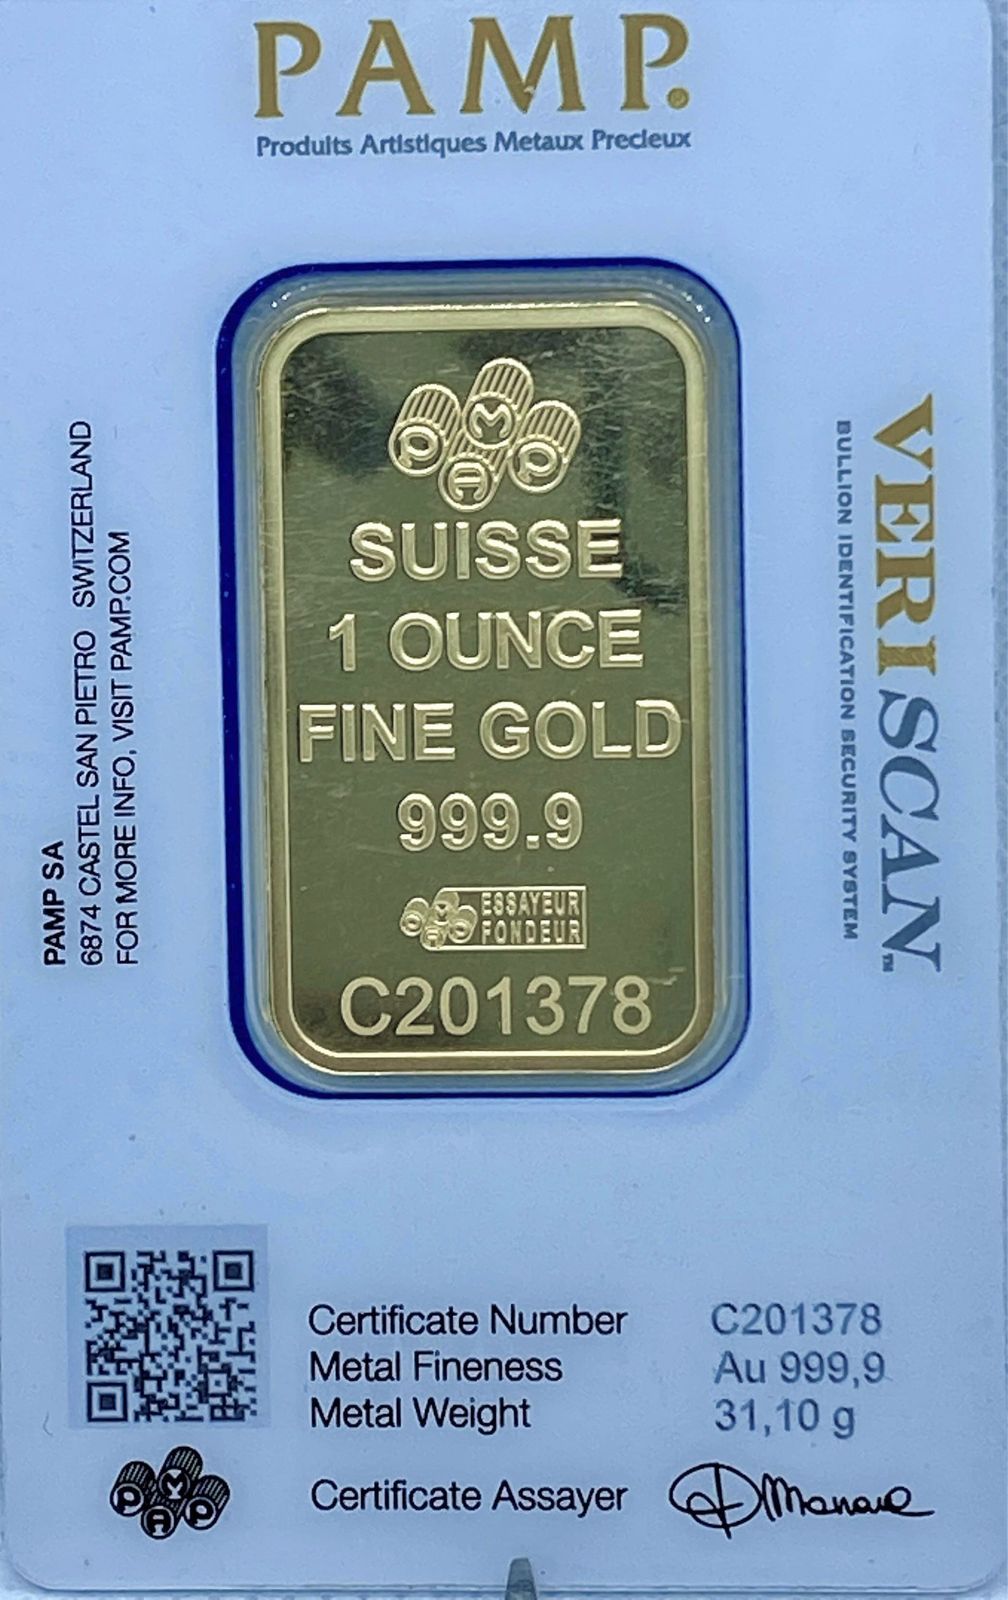 PAMP.
Produits Artistiques Metaux Precieux
PAMP SA
6874 CASTEL SAN PIETRO SWITZERLAND
FOR MORE INFO, VISIT PAMP.COM
P A M P
SUISSE
1 OUNCE
FINE GOLD
999.9
PAMP ESSAYEUR
FONDEUR
C201378
VERISCAN™
BULLION IDENTIFICATION SECURITY SYSTEM
Certificate Number C201378
Metal Fineness Au 999,9
Metal Weight 31,10 g
P A M P
Certificate Assayer